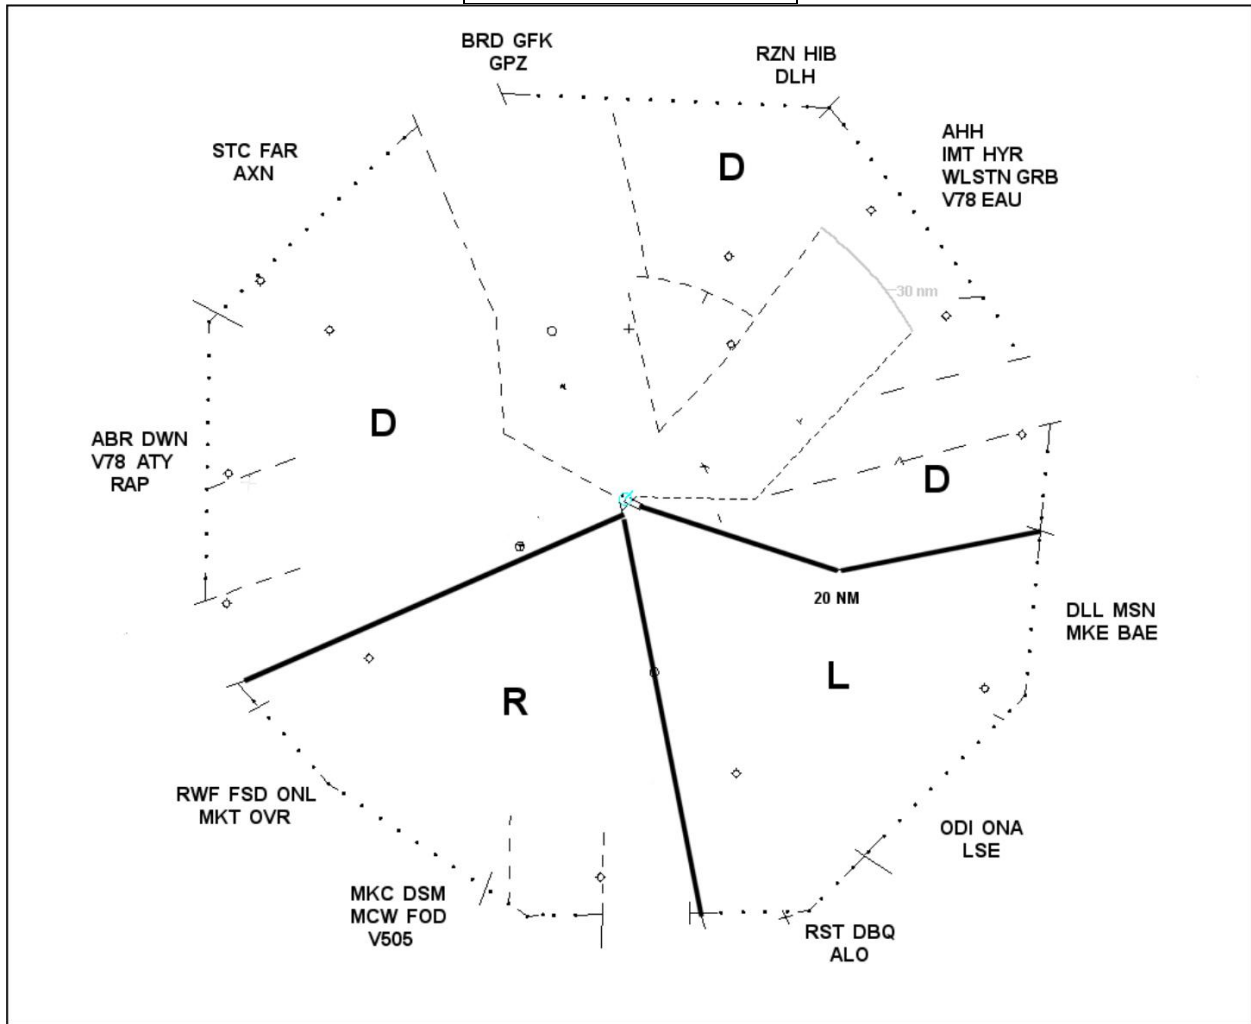 BRD GFK
GPZ
RZN HIB
DLH
AHH
IMT HYR
WLSTN GRB
V78 EAU
STC FAR
AXN
D
30 nm
D
ABR DWN
V78 ATY
RAP
D
20 NM
DLL MSN
MKE BAE
L
R
RWF FSD ONL
MKT OVR
ODI ONA
LSE
MKC DSM
MCW FOD
V505
RST DBQ
ALO